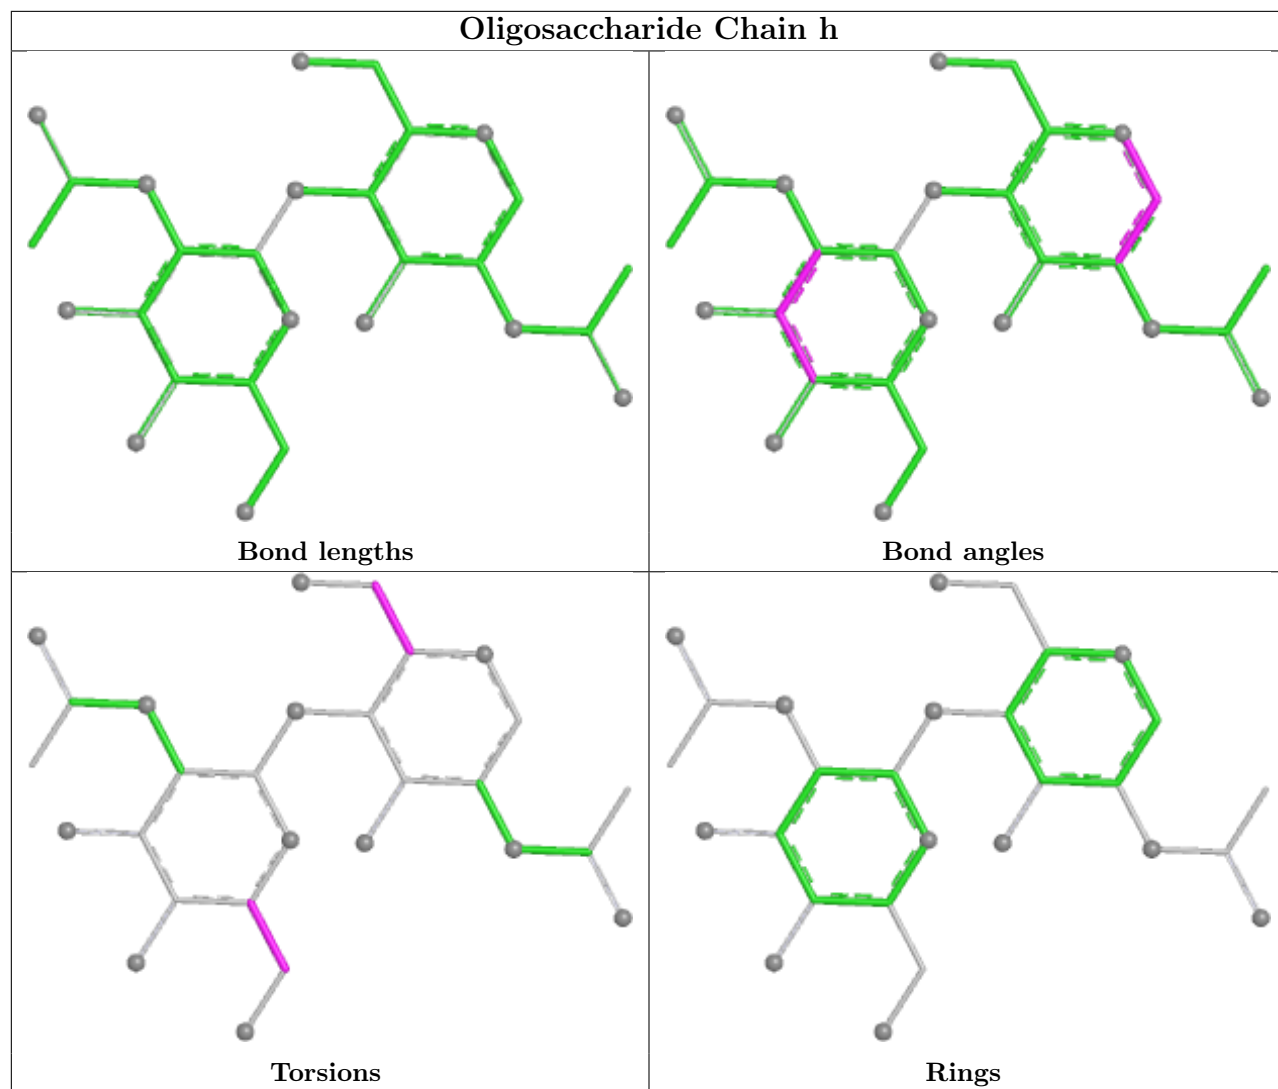 Oligosaccharide Chain h
Bond lengths
Bond angles
Torsions
Rings